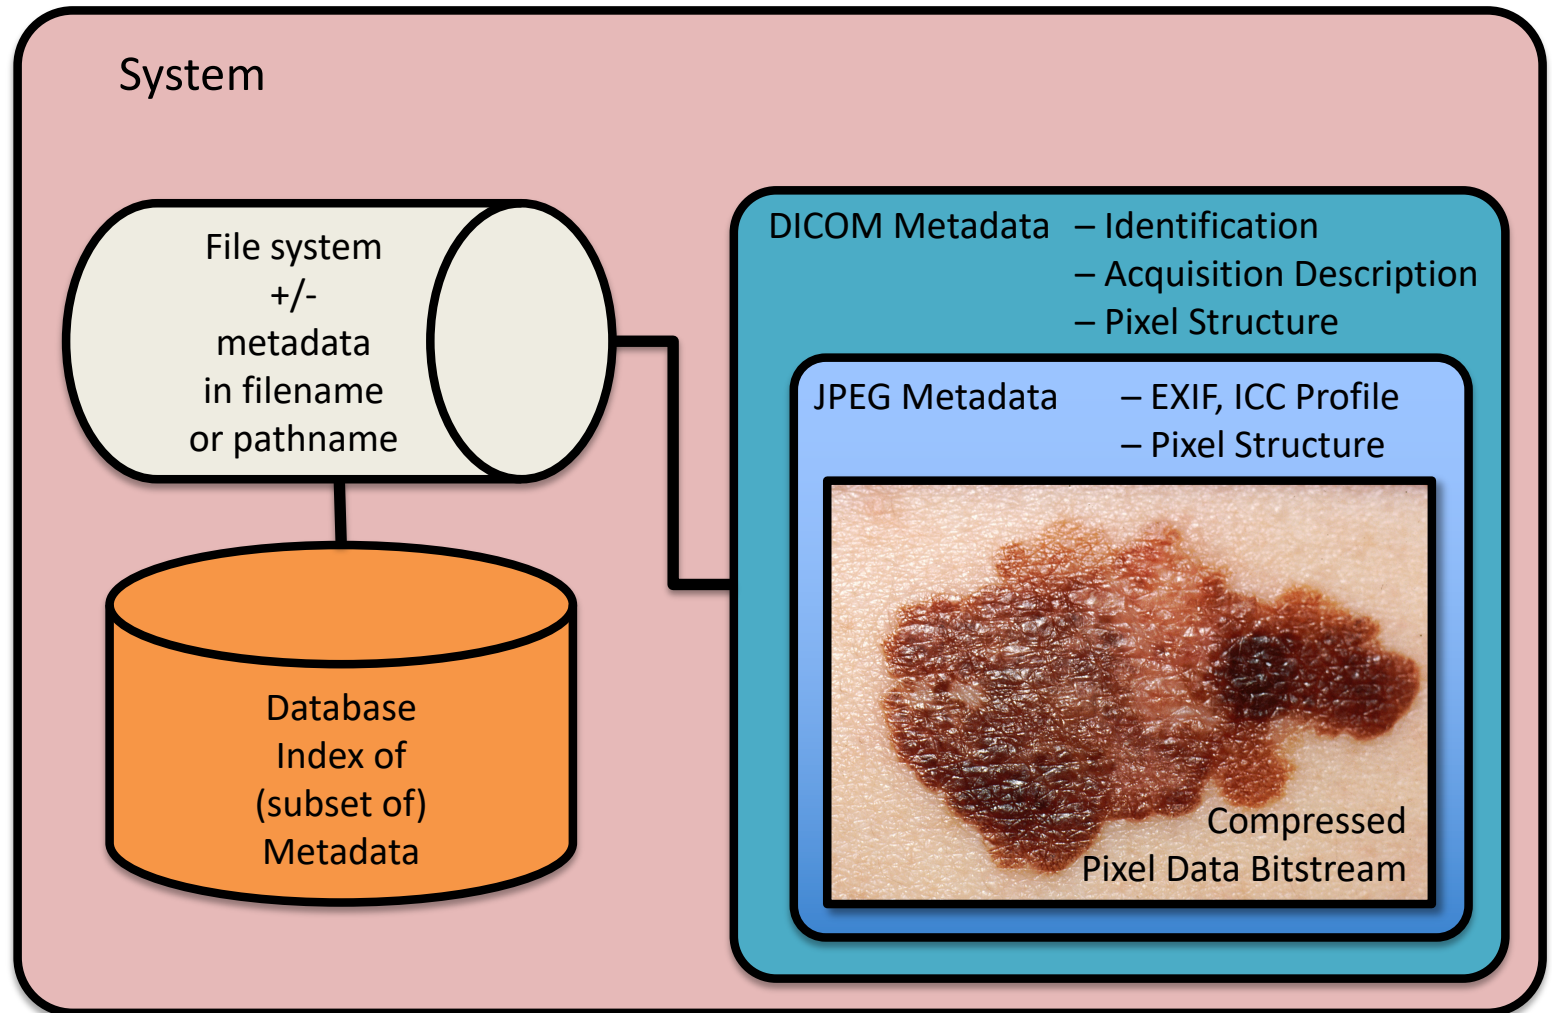 System
File system
+/-
metadata
in filename
or pathname
Database
Index of
(subset of)
Metadata
DICOM Metadata – Identification
– Acquisition Description
– Pixel Structure
JPEG Metadata – EXIF, ICC Profile
– Pixel Structure
Compressed
Pixel Data Bitstream